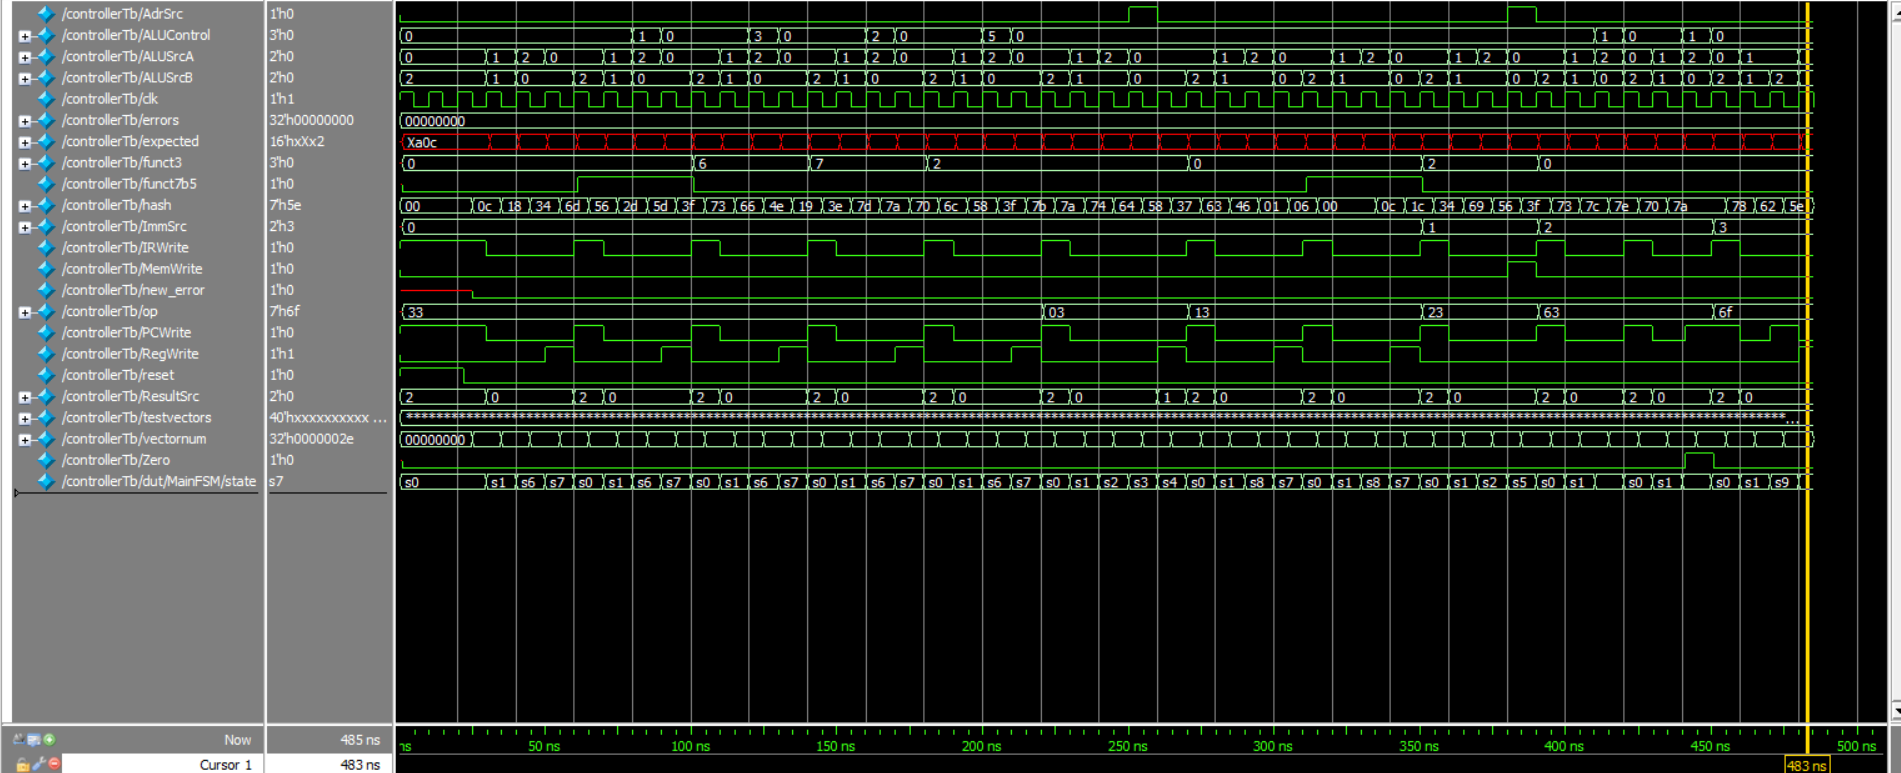 /controllerTb/AdrSrc 1'h0
/controllerTb/ALUControl 3'h0 0 1 0 3 0 2 0 5 0 1 0 1 0
/controllerTb/ALUSrcA 2'h0 0 1 2 0 1 2 0 1 2 0 1 2 0 1 2 0 1 2 0 1 2 0 1 2 0 1 2 0 1 2 0 1 2 0 1
/controllerTb/ALUSrcB 2'h0 2 1 0 2 1 0 2 1 0 2 1 0 2 1 0 2 1 0 2 1 0 2 1 0 2 1 0 2 1 0 2 1 0 2 1 2
/controllerTb/clk 1'h1
/controllerTb/errors 32'h00000000 00000000
/controllerTb/expected 16'hxXx2 Xa0c
/controllerTb/funct3 3'h0 0 6 7 2 0 2 0
/controllerTb/funct7b5 1'h0
/controllerTb/hash 7'h5e 00 0c 18 34 6d 56 2d 5d 3f 73 66 4e 19 3e 7d 7a 70 6c 58 3f 7b 7a 74 64 58 37 63 46 01 06 00 0c 1c 34 69 56 3f 73 7c 7e 70 7a 78 62 5e
/controllerTb/ImmSrc 2'h3 0 1 2 3
/controllerTb/IRWrite 1'h0
/controllerTb/MemWrite 1'h0
/controllerTb/new_error 1'h0
/controllerTb/op 7'h6f 33 03 13 23 63 6f
/controllerTb/PCWrite 1'h0
/controllerTb/RegWrite 1'h1
/controllerTb/reset 1'h0
/controllerTb/ResultSrc 2'h0 2 0 2 0 2 0 2 0 2 0 2 0 1 2 0 2 0 2 0 2 0 2 0 2 0
/controllerTb/testvectors 40'hxxxxxxxxxx ...
/controllerTb/vectornum 32'h0000002e 00000000
/controllerTb/Zero 1'h0
/controllerTb/dut/MainFSM/state s7 s0 s1 s6 s7 s0 s1 s6 s7 s0 s1 s6 s7 s0 s1 s6 s7 s0 s1 s6 s7 s0 s1 s2 s3 s4 s0 s1 s8 s7 s0 s1 s8 s7 s0 s1 s2 s5 s0 s1 s0 s1 s0 s1 s9
Now 485 ns ns 50 ns 100 ns 150 ns 200 ns 250 ns 300 ns 350 ns 400 ns 450 ns 500 ns
Cursor 1 483 ns 483 ns